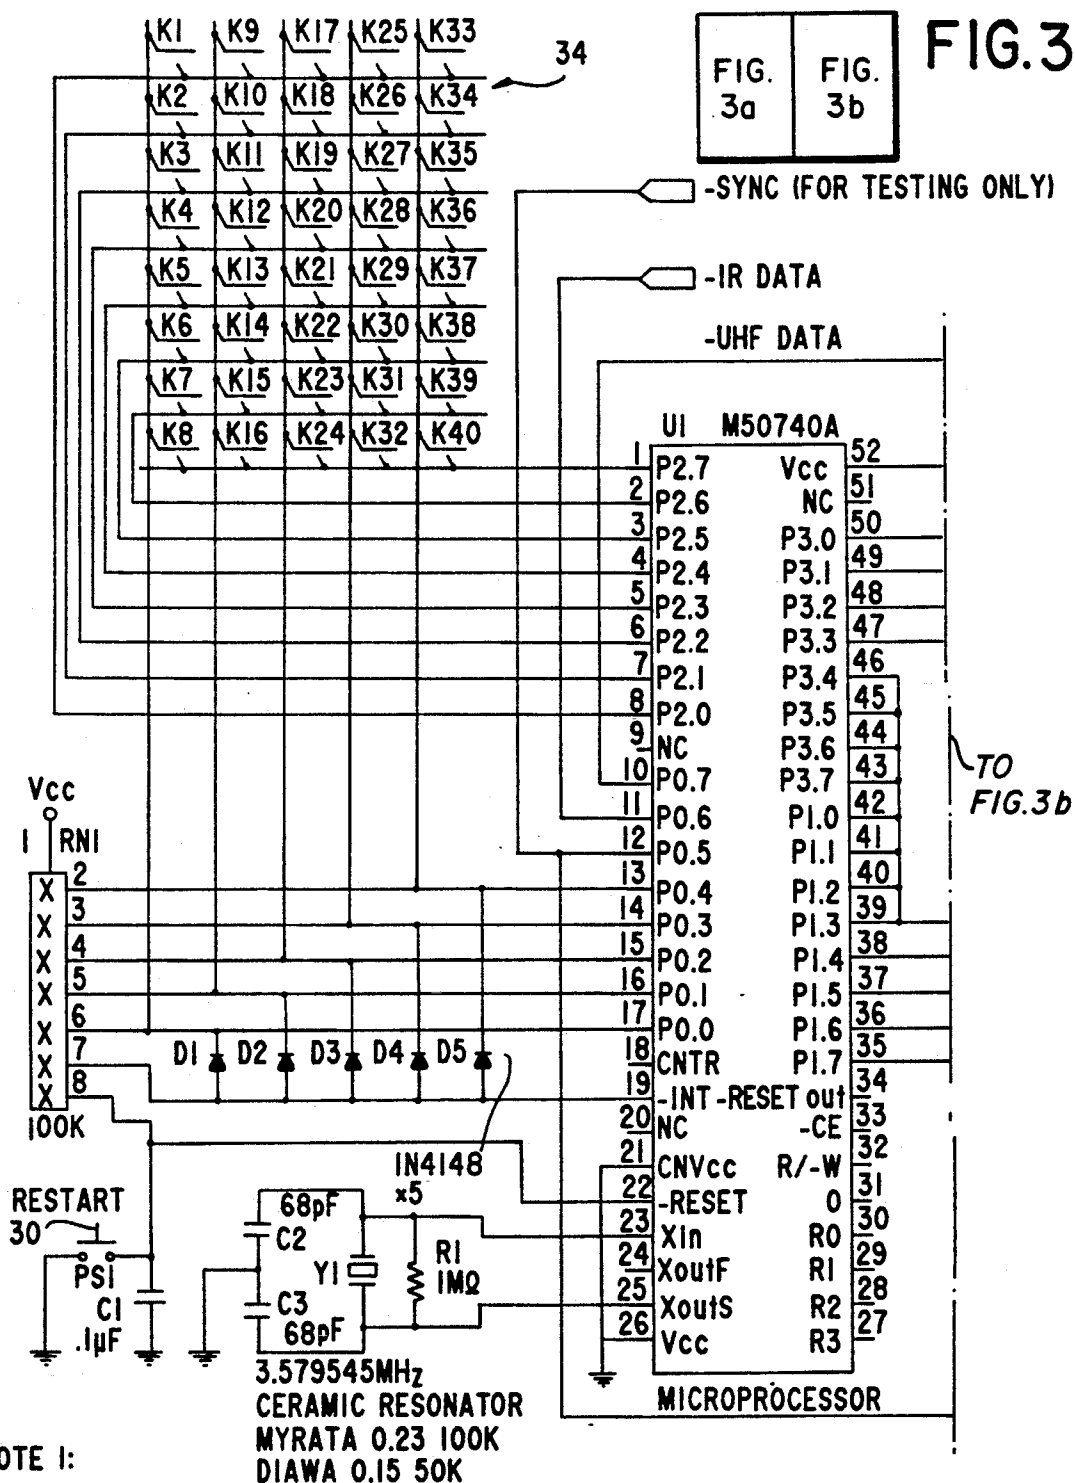 FIG.3
FIG. 3a
FIG. 3b
K1 K9 K17 K25 K33
34
K2 K10 K18 K26 K34
K3 K11 K19 K27 K35
K4 K12 K20 K28 K36
K5 K13 K21 K29 K37
K6 K14 K22 K30 K38
K7 K15 K23 K31 K39
K8 K16 K24 K32 K40
-SYNC (FOR TESTING ONLY)
-IR DATA
-UHF DATA
U1 M50740A
1 P2.7 Vcc 52
2 P2.6 NC 51
3 P2.5 P3.0 50
4 P2.4 P3.1 49
5 P2.3 P3.2 48
6 P2.2 P3.3 47
7 P2.1 P3.4 46
8 P2.0 P3.5 45
9 NC P3.6 44
10 P0.7 P3.7 43
11 P0.6 P1.0 42
12 P0.5 P1.1 41
13 P0.4 P1.2 40
14 P0.3 P1.3 39
15 P0.2 P1.4 38
16 P0.1 P1.5 37
17 P0.0 P1.6 36
18 CNTR P1.7 35
19 -INT -RESET out 34
20 NC -CE 33
21 CNVcc R/-W 32
22 -RESET 0 31
23 Xin R0 30
24 XoutF R1 29
25 XoutS R2 28
26 Vcc R3 27
MICROPROCESSOR
TO
FIG.3b
Vcc
1 RN1
X 2
X 3
X 4
X 5
X 6
X 7
X 8
100K
D1 D2 D3 D4 D5
1N4148
x5
RESTART
30
PS1
C1
.1µF
68pF
C2
Y1
R1
1MΩ
C3
68pF
3.579545MHz
CERAMIC RESONATOR
MYRATA 0.23 100K
DIAWA 0.15 50K
OTE 1: